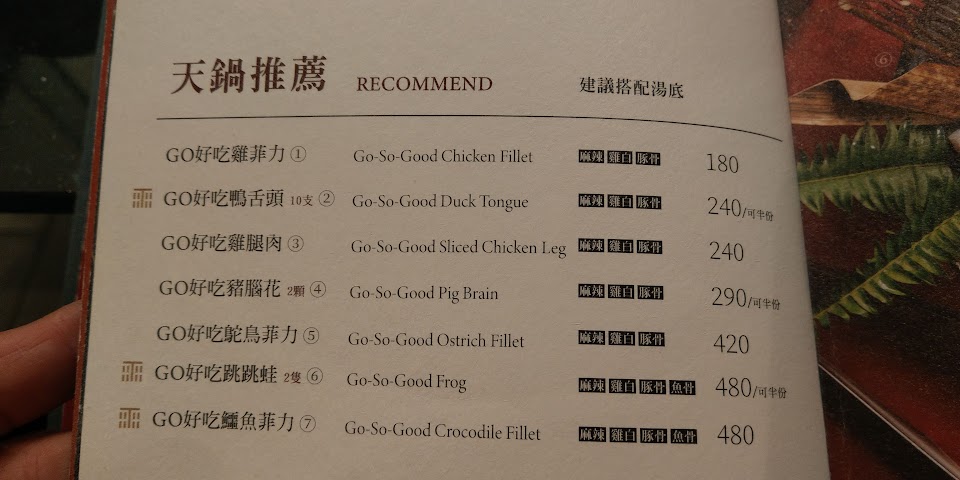 天鍋推薦 RECOMMEND 建議搭配湯底
GO好吃雞菲力① Go-So-Good Chicken Fillet 麻辣 雞白 豚骨 180
GO好吃鴨舌頭 10支 ② Go-So-Good Duck Tongue 麻辣 雞白 豚骨 240/可半份
GO好吃雞腿肉③ Go-So-Good Sliced Chicken Leg 麻辣 雞白 豚骨 240
GO好吃豬腦花 2顆 ④ Go-So-Good Pig Brain 麻辣 雞白 豚骨 290/可半份
GO好吃鴕鳥菲力⑤ Go-So-Good Ostrich Fillet 麻辣 雞白 豚骨 420
GO好吃跳跳蛙 2隻 ⑥ Go-So-Good Frog 麻辣 雞白 豚骨 魚骨 480/可半份
GO好吃鱷魚菲力⑦ Go-So-Good Crocodile Fillet 麻辣 雞白 豚骨 魚骨 480
⑥